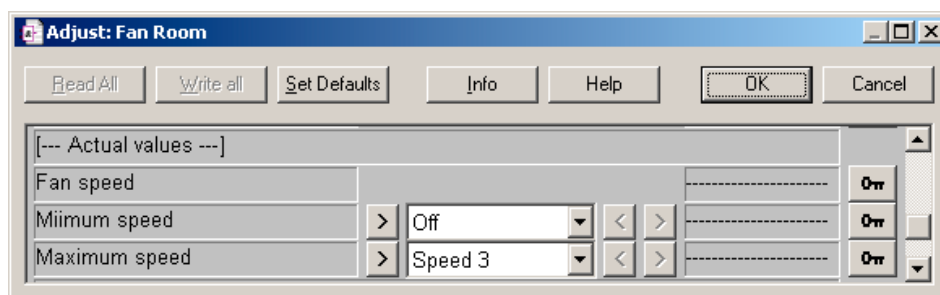 Adjust: Fan Room
Read All Write all Set Defaults Info Help OK Cancel
[--- Actual values ---]
Fan speed ----------------------
Miimum speed > Off < > ----------------------
Maximum speed > Speed 3 < > ----------------------